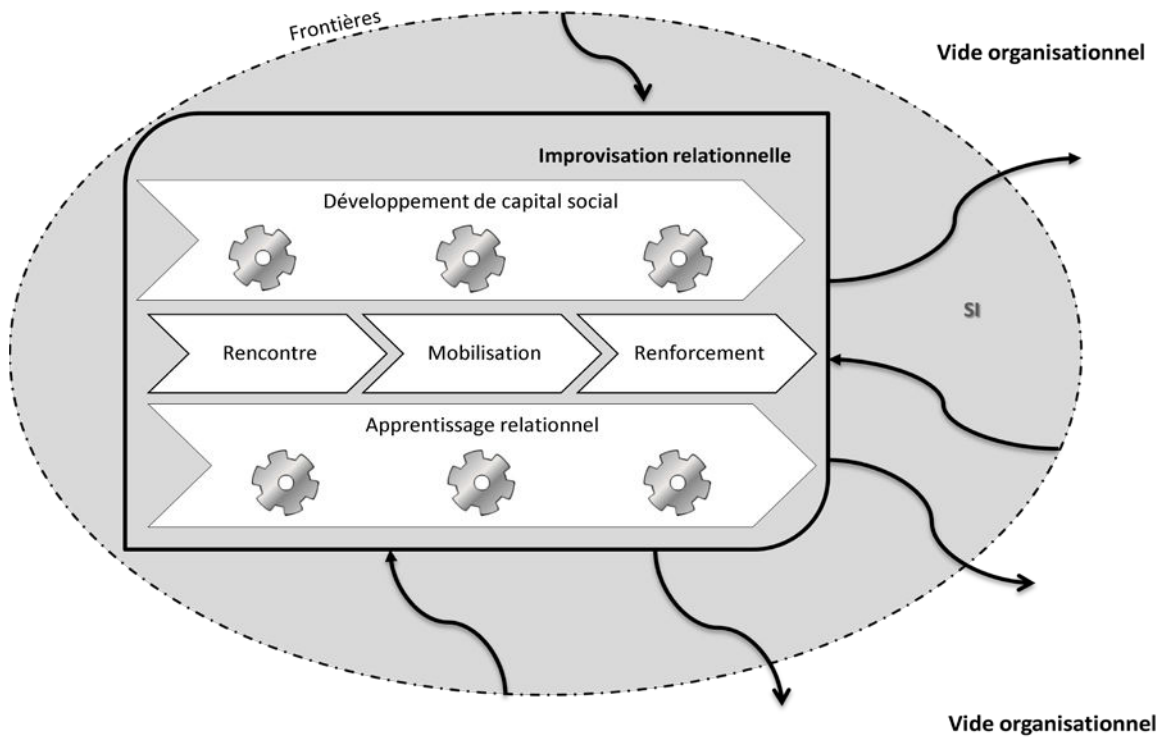 Frontières
Vide organisationnel
Improvisation relationnelle
Développement de capital social
SI
Rencontre
Mobilisation
Renforcement
Apprentissage relationnel
Vide organisationnel